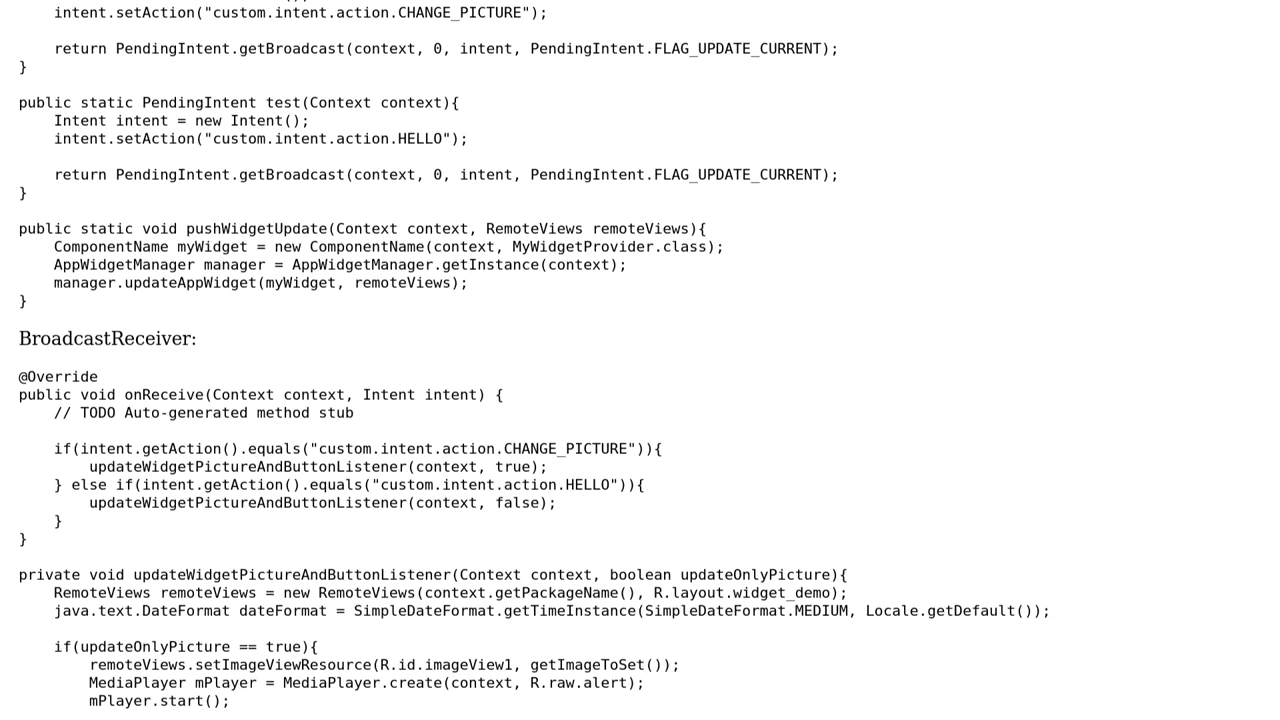 intent.setAction("custom.intent.action.CHANGE_PICTURE");
return PendingIntent.getBroadcast(context, 0, intent, PendingIntent.FLAG_UPDATE_CURRENT);
}
public static PendingIntent test(Context context){
Intent intent = new Intent();
intent.setAction("custom.intent.action.HELLO");
return PendingIntent.getBroadcast(context, 0, intent, PendingIntent.FLAG_UPDATE_CURRENT);
}
public static void pushWidgetUpdate(Context context, RemoteViews remoteViews){
ComponentName myWidget = new ComponentName(context, MyWidgetProvider.class);
AppWidgetManager manager = AppWidgetManager.getInstance(context);
manager.updateAppWidget(myWidget, remoteViews);
}
BroadcastReceiver:
@Override
public void onReceive(Context context, Intent intent) {
// TODO Auto-generated method stub
if(intent.getAction().equals("custom.intent.action.CHANGE_PICTURE")){
updateWidgetPictureAndButtonListener(context, true);
} else if(intent.getAction().equals("custom.intent.action.HELLO")){
updateWidgetPictureAndButtonListener(context, false);
}
}
private void updateWidgetPictureAndButtonListener(Context context, boolean updateOnlyPicture){
RemoteViews remoteViews = new RemoteViews(context.getPackageName(), R.layout.widget_demo);
java.text.DateFormat dateFormat = SimpleDateFormat.getTimeInstance(SimpleDateFormat.MEDIUM, Locale.getDefault());
if(updateOnlyPicture == true){
remoteViews.setImageViewResource(R.id.imageView1, getImageToSet());
MediaPlayer mPlayer = MediaPlayer.create(context, R.raw.alert);
mPlayer.start();